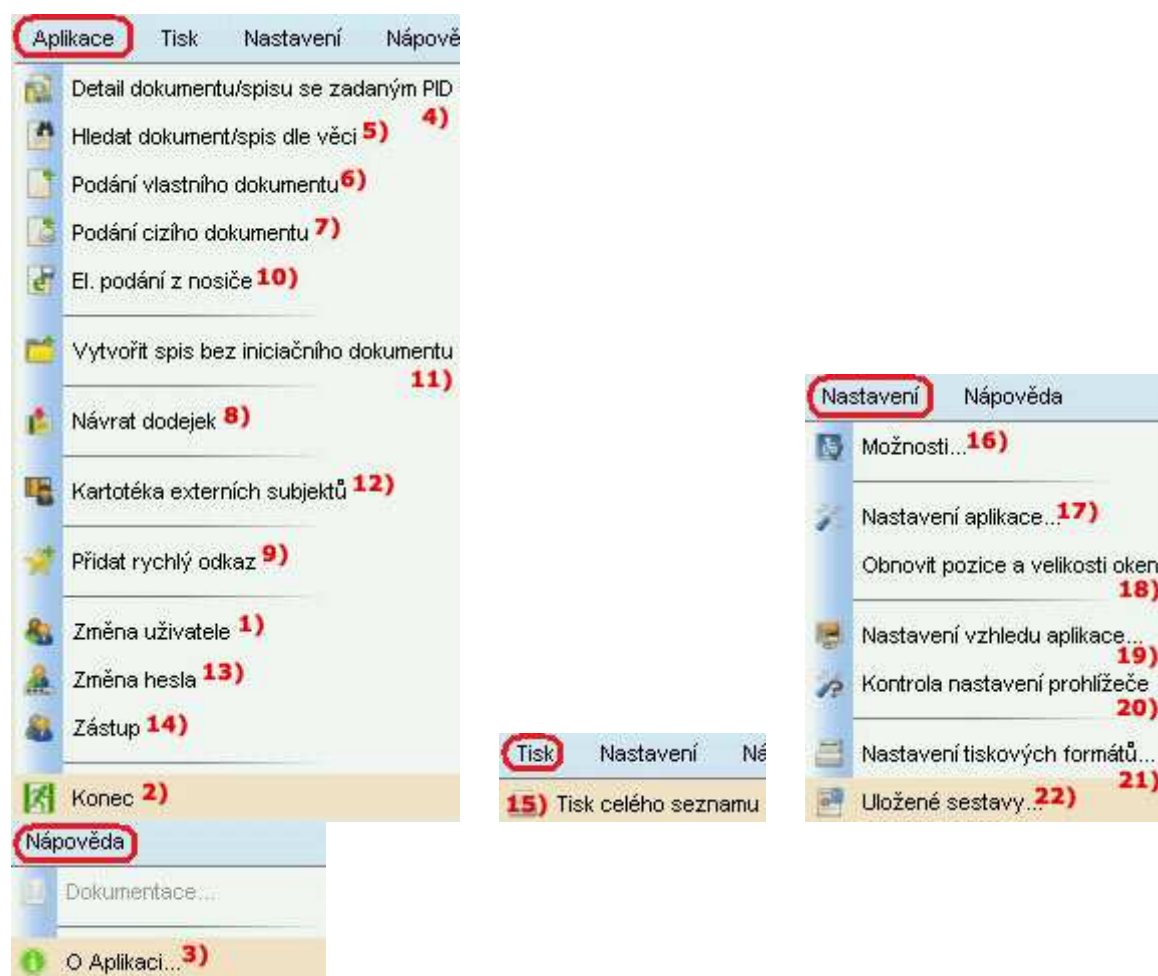 Aplikace Tisk Nastavení Nápově
Detail dokumentu/spisu se zadaným PID
4)
Hledat dokument/spis dle věci 5)
Podání vlastního dokumentu 6)
Podání cizího dokumentu 7)
El. podání z nosiče 10)
Vytvořit spis bez iniciačního dokumentu
11)
Návrat dodejek 8)
Kartotéka externích subjektů 12)
Přidat rychlý odkaz 9)
Změna uživatele 1)
Změna hesla 13)
Zástup 14)
Konec 2)
Tisk Nastavení Ná
15) Tisk celého seznamu
Nastavení Nápověda
Možnosti... 16)
Nastavení aplikace... 17)
Obnovit pozice a velikosti oken
18)
Nastavení vzhledu aplikace...
19)
Kontrola nastavení prohlížeče
20)
Nastavení tiskových formátů...
21)
Uložené sestavy... 22)
Nápověda
Dokumentace...
O Aplikaci... 3)